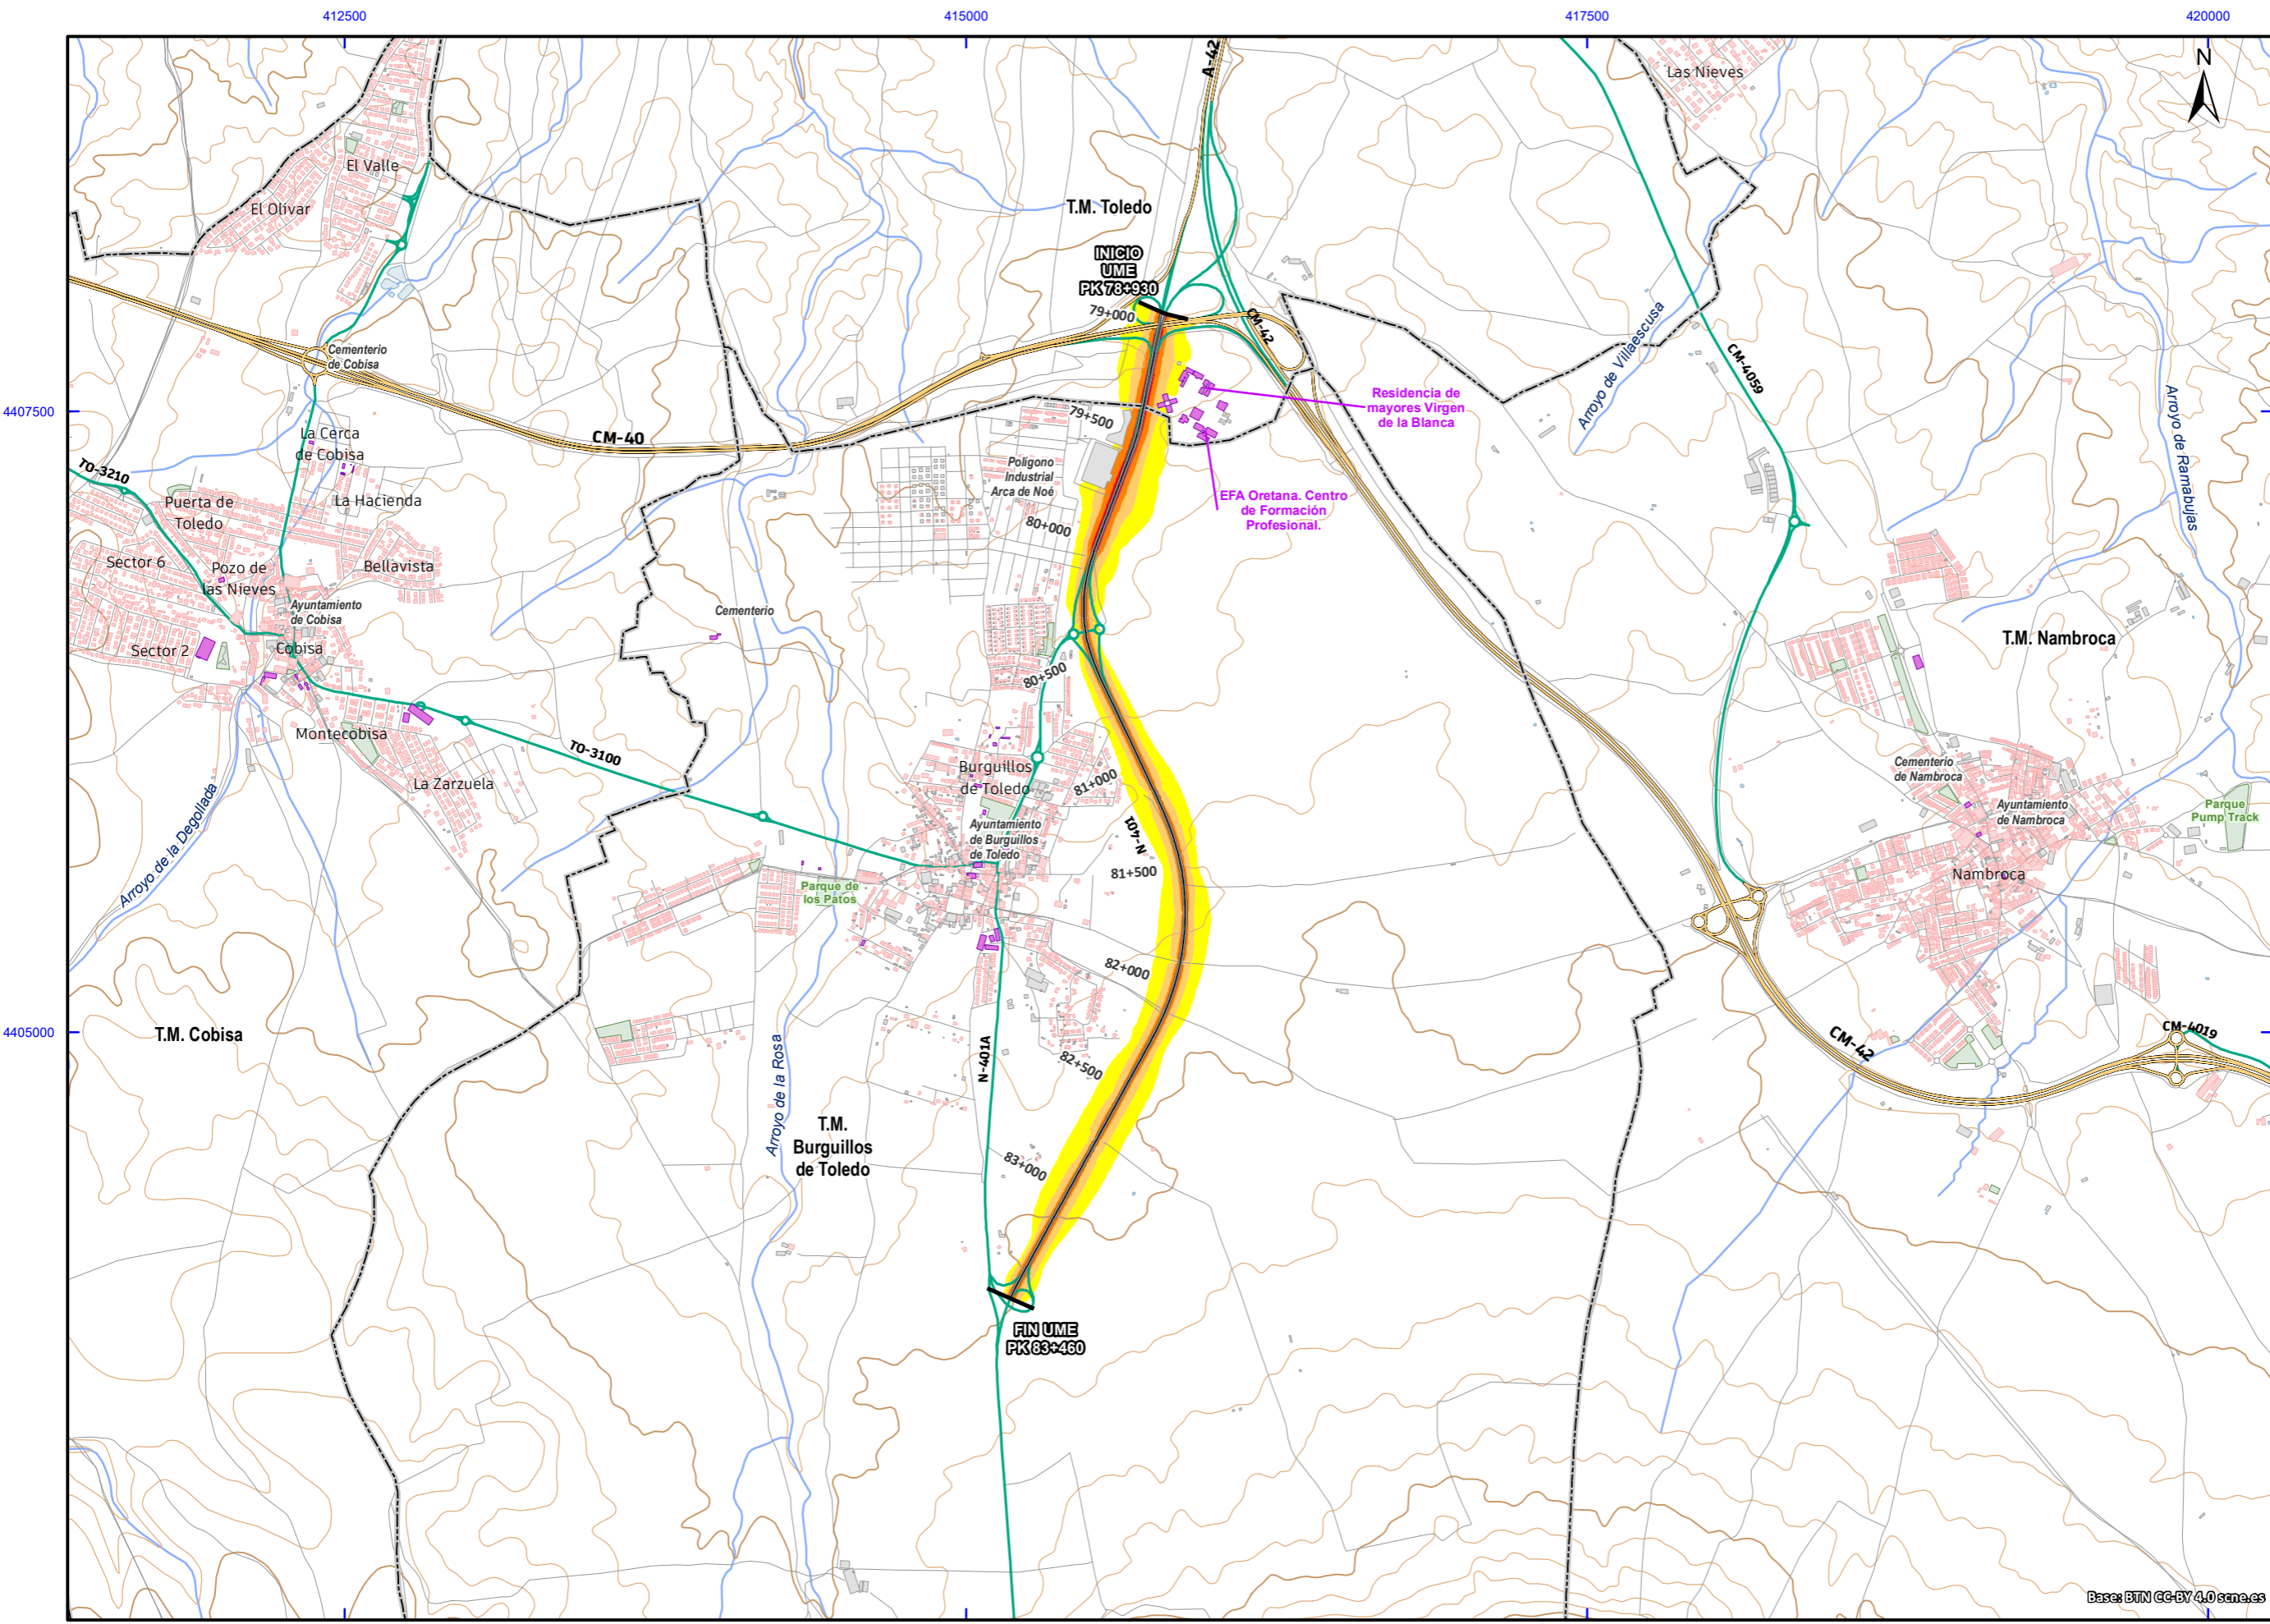 412500
415000
417500
420000
N
A-42
Las Nieves
El Valle
El Olivar
T.M. Toledo
INICIO
UME
PK 78+930
79+000
CM-42
Cementerio
de Cobisa
Arroyo de Villaescusa
CM-4059
4407500
Residencia de
mayores Virgen
de la Blanca
79+500
Arroyo de Ramabujas
La Cerca
de Cobisa
CM-40
TO-3210
Polígono
Industrial
Arca de Noé
La Hacienda
Puerta de
Toledo
EFA Oretana. Centro
de Formación
Profesional.
80+000
Sector 6
Pozo de
las Nieves
Bellavista
Ayuntamiento
de Cobisa
Cementerio
Cobisa
Sector 2
T.M. Nambroca
80+500
Montecobisa
TO-3100
La Zarzuela
Burguillos
de Toledo
81+000
Cementerio
de Nambroca
Ayuntamiento
de Nambroca
Parque
Pump Track
Arroyo de la Degollada
Ayuntamiento
de Burguillos
de Toledo
N-401
81+500
Nambroca
Parque de
los Patos
82+000
4405000
T.M. Cobisa
CM-4019
CM-42
Arroyo de la Rosa
N-401A
82+500
T.M.
Burguillos
de Toledo
83+000
FIN UME
PK 83+460
Base: BTN CC-BY 4.0 scne.es